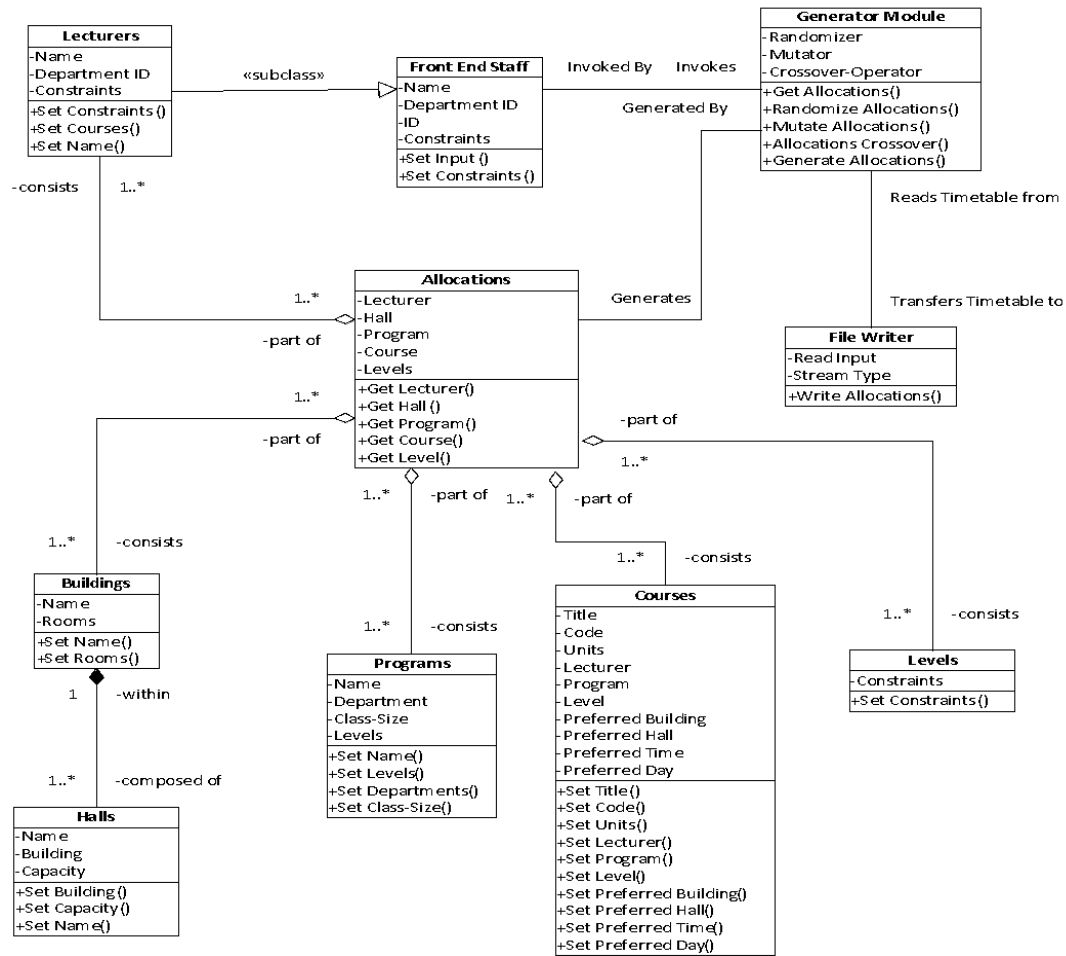 Lecturers
-Name
-Department ID
-Constraints
+Set Constraints()
+Set Courses()
+Set Name()
«subclass»
Front End Staff
-Name
-Department ID
-ID
-Constraints
+Set Input ()
+Set Constraints ()
Invoked By
Invokes
Generated By
Generator Module
-Randomizer
-Mutator
-Crossover-Operator
+Get Allocations()
+Randomize Allocations()
+Mutate Allocations()
+Allocations Crossover()
+Generate Allocations()
-consists
1..*
Reads Timetable from
Transfers Timetable to
File Writer
-Read Input
-Stream Type
+Write Allocations()
Generates
1..*
-part of
Allocations
-Lecturer
-Hall
-Program
-Course
-Levels
+Get Lecturer()
+Get Hall ()
+Get Program()
+Get Course()
+Get Level()
1..*
-part of
-part of
1..*
1..*
-part of
1..*
-part of
1..*
-consists
Buildings
-Name
-Rooms
+Set Name()
+Set Rooms()
1
-within
1..*
-composed of
Halls
-Name
-Building
-Capacity
+Set Building ()
+Set Capacity ()
+Set Name()
1..*
-consists
Programs
-Name
-Department
-Class-Size
-Levels
+Set Name()
+Set Levels()
+Set Departments()
+Set Class-Size()
1..*
-consists
Courses
-Title
-Code
-Units
-Lecturer
-Program
-Level
-Preferred Building
-Preferred Hall
-Preferred Time
-Preferred Day
+Set Title()
+Set Code()
+Set Units()
+Set Lecturer()
+Set Program()
+Set Level()
+Set Preferred Building()
+Set Preferred Hall()
+Set Preferred Time()
+Set Preferred Day()
1..*
-consists
Levels
-Constraints
+Set Constraints()